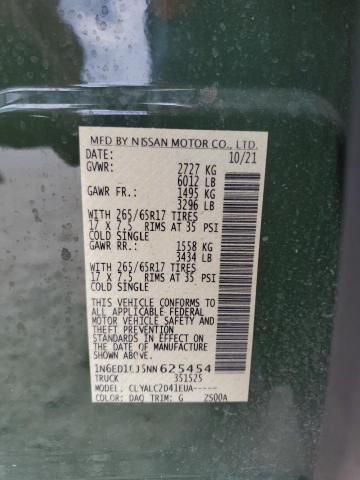 MFD BY NISSAN MOTOR CO., LTD.
DATE: 10/21
GVWR: 2727 KG
6012 LB
GAWR FR.: 1495 KG
3296 LB
WITH 265/65R17 TIRES
17 X 7.5 RIMS AT 35 PSI
COLD SINGLE
GAWR RR.: 1558 KG
3434 LB
WITH 265/65R17 TIRES
17 X 7.5 RIMS AT 35 PSI
COLD SINGLE
THIS VEHICLE CONFORMS TO
ALL APPLICABLE FEDERAL
MOTOR VEHICLE SAFETY AND
THEFT PREVENTION
STANDARDS IN EFFECT ON
THE DATE OF MANUFACTURE
SHOWN ABOVE.
625454
TRUCK 351525
MODEL: CLYALCZD41EUA-----
COLOR: DAQ TRIM: G ZS00A